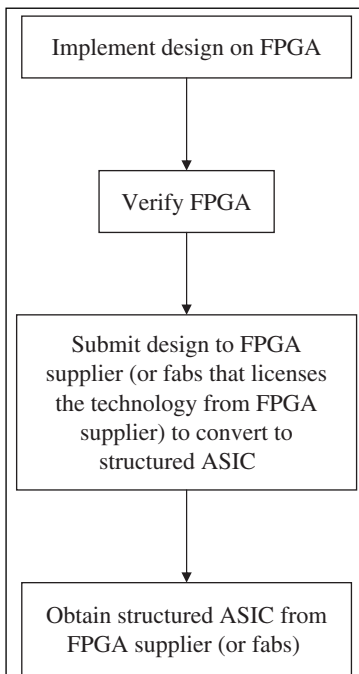 Implement design on FPGA
Verify FPGA
Submit design to FPGA
supplier (or fabs that licenses
the technology from FPGA
supplier) to convert to
structured ASIC
Obtain structured ASIC from
FPGA supplier (or fabs)